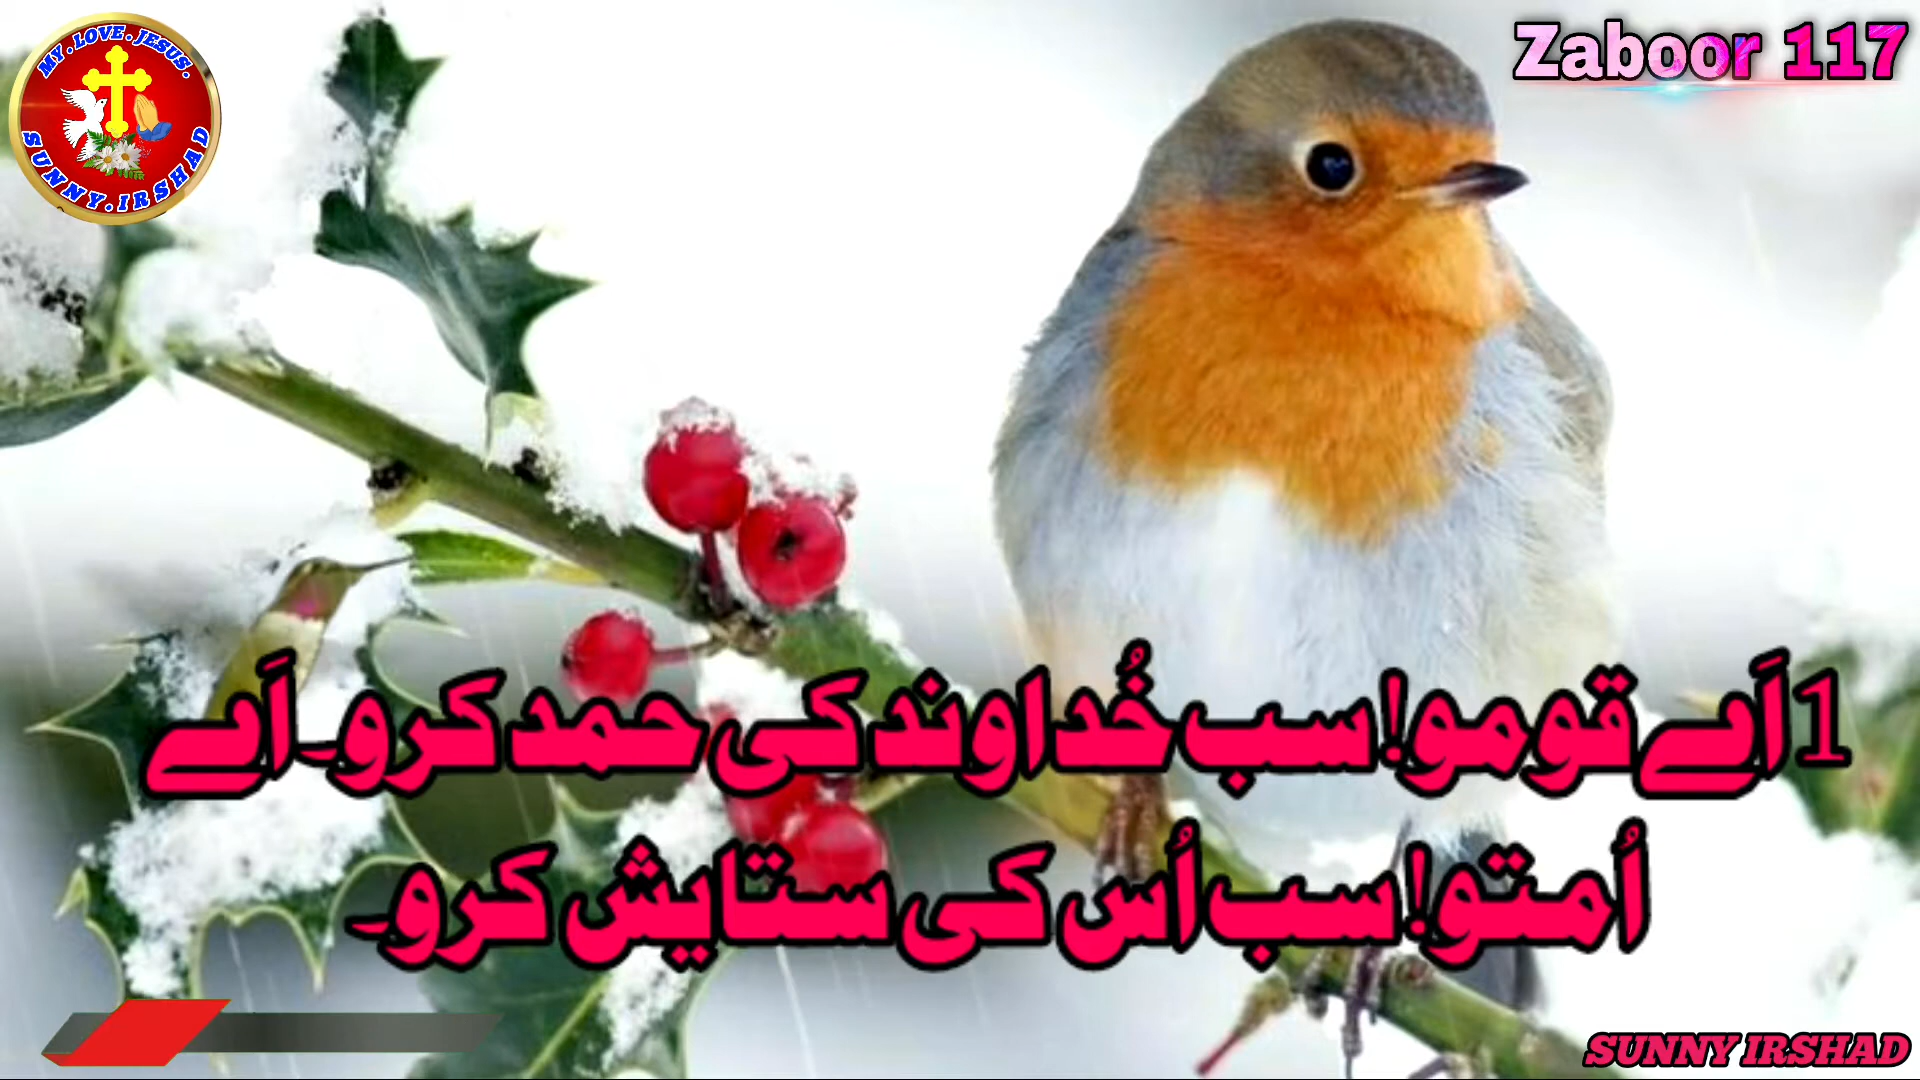 MY.LOVE.JESUS.
SUNNY.IRSHAD
Zaboor 117
1 اَے قومو! سب خُداوند کی حمد کرو۔ اَے
اُمتو! سب اُس کی ستایش کرو۔
SUNNY IRSHAD